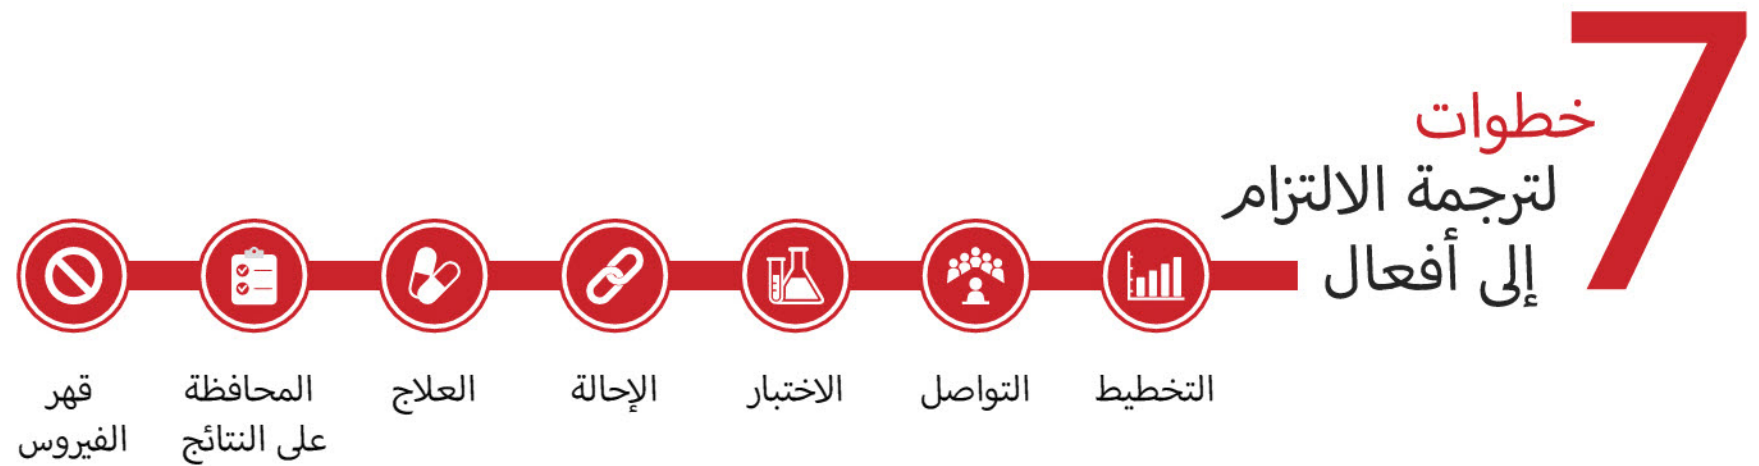 7
خطوات
لترجمة الالتزام
إلى أفعال
التخطيط
التواصل
الاختبار
الإحالة
العلاج
المحافظة
على النتائج
قهر
الفيروس